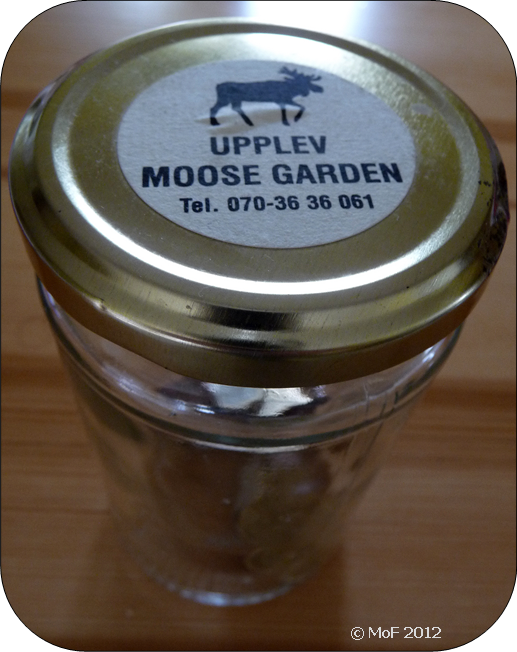 UPPLEV
MOOSE GARDEN
Tel. 070-36 36 061
© MoF 2012